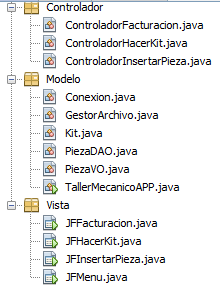 Controlador
ControladorFacturacion.java
ControladorHacerKit.java
ControladorInsertarPieza.java
Modelo
Conexion.java
GestorArchivo.java
Kit.java
PiezaDAO.java
PiezaVO.java
TallerMecanicoAPP.java
Vista
JFFacturacion.java
JFHacerKit.java
JFInsertarPieza.java
JFMenu.java